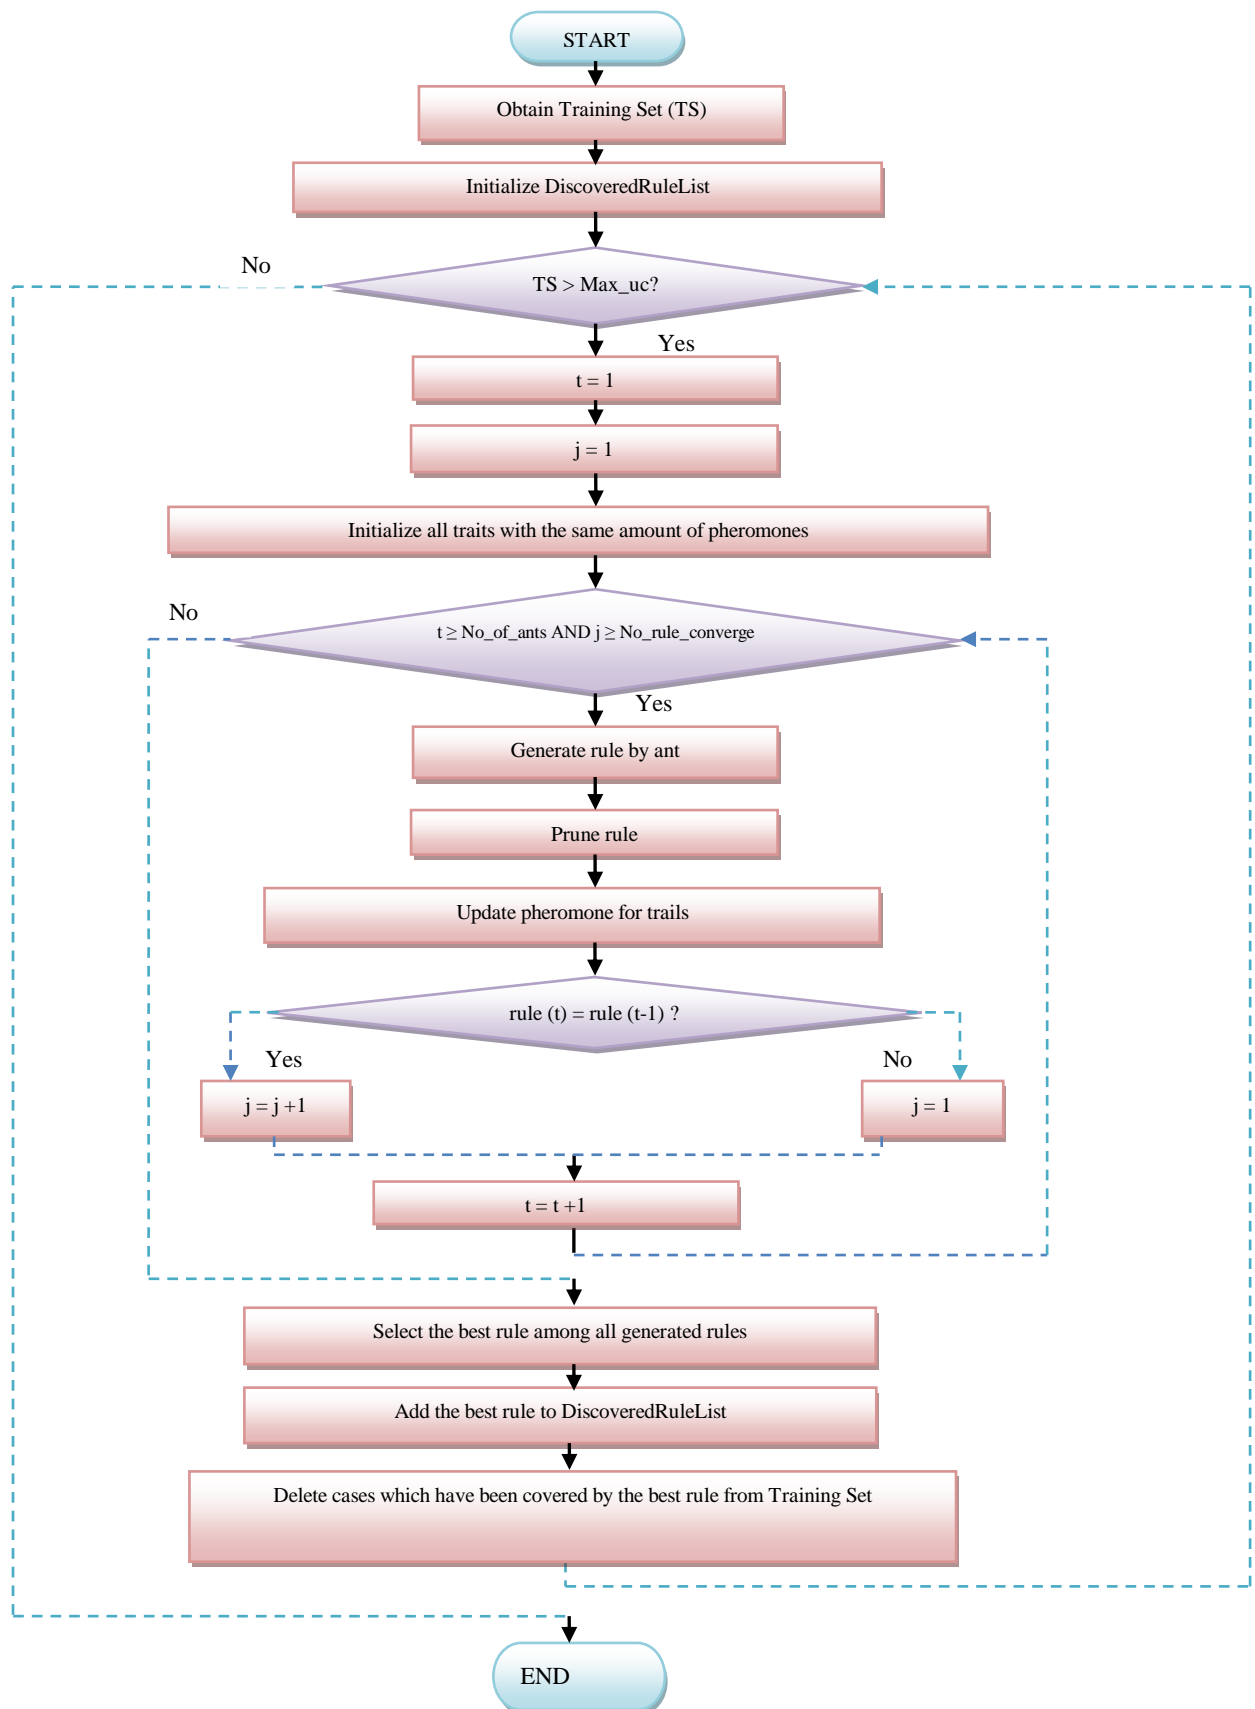 START
Obtain Training Set (TS)
Initialize DiscoveredRuleList
No
TS > Max_uc?
Yes
t = 1
j = 1
Initialize all traits with the same amount of pheromones
No
t ≥ No_of_ants AND j ≥ No_rule_converge
Yes
Generate rule by ant
Prune rule
Update pheromone for trails
rule (t) = rule (t-1) ?
Yes
No
j = j +1
j = 1
t = t +1
Select the best rule among all generated rules
Add the best rule to DiscoveredRuleList
Delete cases which have been covered by the best rule from Training Set
END